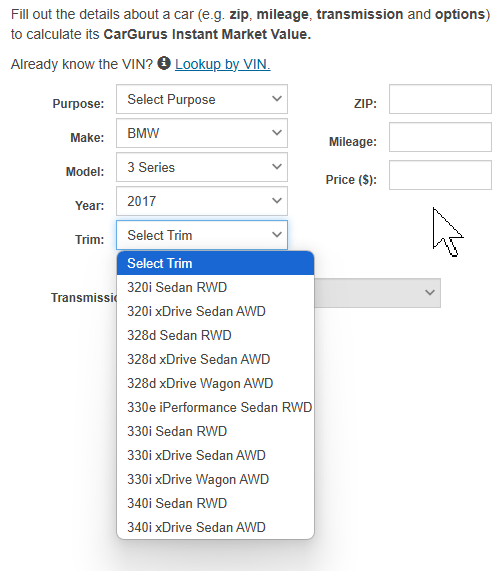 Fill out the details about a car (e.g. zip, mileage, transmission and options)
to calculate its CarGurus Instant Market Value.
Already know the VIN? Lookup by VIN.
Purpose: Select Purpose
ZIP:
Make: BMW
Mileage:
Model: 3 Series
Price ($):
Year: 2017
Trim: Select Trim
Select Trim
320i Sedan RWD
Transmissi
320i xDrive Sedan AWD
328d Sedan RWD
328d xDrive Sedan AWD
328d xDrive Wagon AWD
330e iPerformance Sedan RWD
330i Sedan RWD
330i xDrive Sedan AWD
330i xDrive Wagon AWD
340i Sedan RWD
340i xDrive Sedan AWD